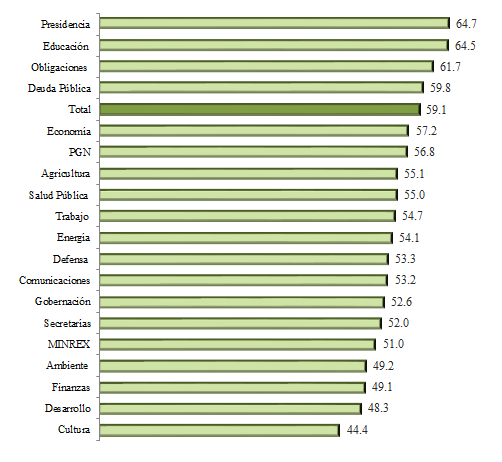 Presidencia 64.7
Educación 64.5
Obligaciones 61.7
Deuda Pública 59.8
Total 59.1
Economia 57.2
PGN 56.8
Agricultura 55.1
Salud Pública 55.0
Trabajo 54.7
Energia 54.1
Defensa 53.3
Comunicaciones 53.2
Gobernación 52.6
Secretarias 52.0
MINREX 51.0
Ambiente 49.2
Finanzas 49.1
Desarrollo 48.3
Cultura 44.4